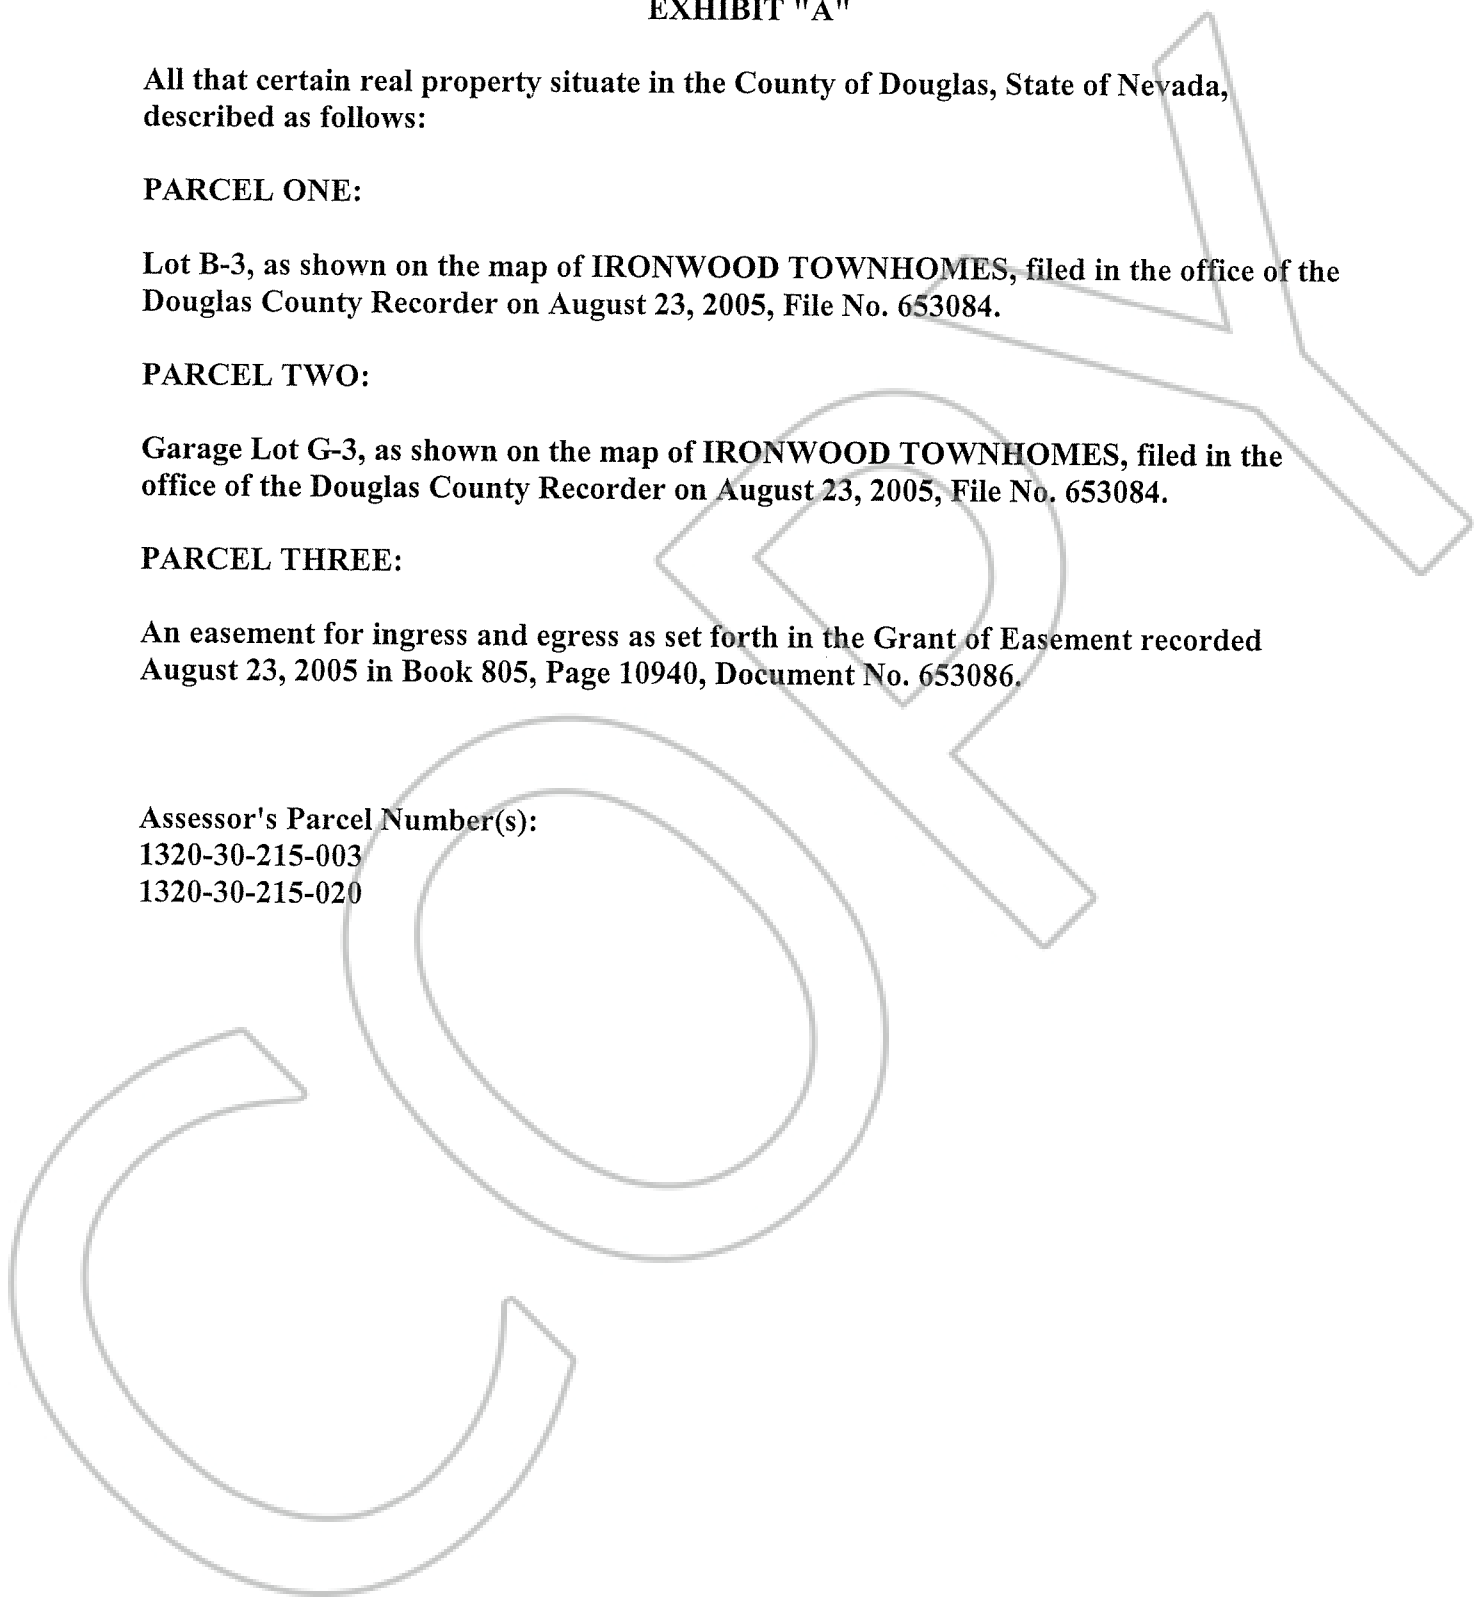 EXHIBIT "A"
All that certain real property situate in the County of Douglas, State of Nevada,
described as follows:
PARCEL ONE:
Lot B-3, as shown on the map of IRONWOOD TOWNHOMES, filed in the office of the
Douglas County Recorder on August 23, 2005, File No. 653084.
PARCEL TWO:
Garage Lot G-3, as shown on the map of IRONWOOD TOWNHOMES, filed in the
office of the Douglas County Recorder on August 23, 2005, File No. 653084.
PARCEL THREE:
An easement for ingress and egress as set forth in the Grant of Easement recorded
August 23, 2005 in Book 805, Page 10940, Document No. 653086.
Assessor's Parcel Number(s):
1320-30-215-003
1320-30-215-020
COPY